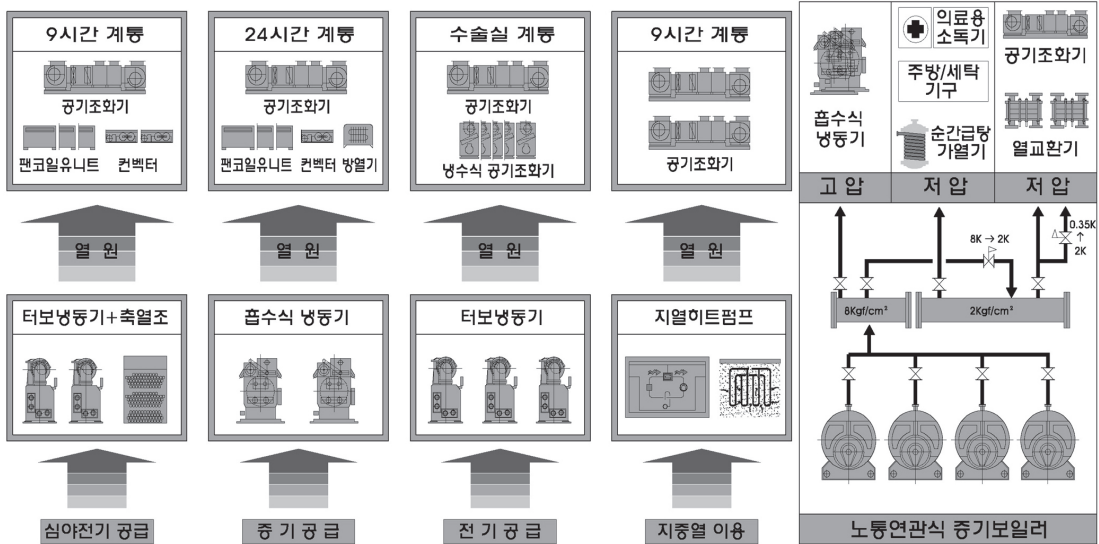 9시간 계통
공기조화기
팬코일유니트 컨벡터
열 원
터보냉동기+축열조
심야전기 공급
24시간 계통
공기조화기
팬코일유니트 컨벡터 방열기
열 원
흡수식 냉동기
증 기 공 급
수술실 계통
공기조화기
냉수식 공기조화기
열 원
터보냉동기
전 기 공 급
9시간 계통
공기조화기
열 원
지열히트펌프
지중열 이용
흡수식
냉동기
고 압
의료용
소독기
주방/세탁
기구
순간급탕
가열기
저 압
공기조화기
열교환기
저 압
8K → 2K
0.35K
↑
2K
8Kgf/cm²
2Kgf/cm²
노통연관식 증기보일러